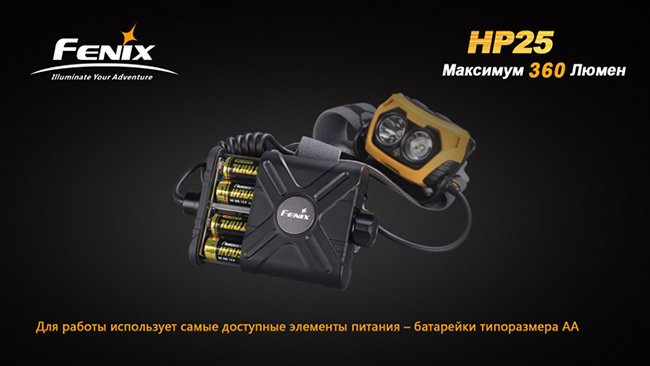 FENIX
Illuminate Your Adventure
HP25
Максимум 360 Люмен
FENIX
Для работы использует самые доступные элементы питания – батарейки типоразмера АА